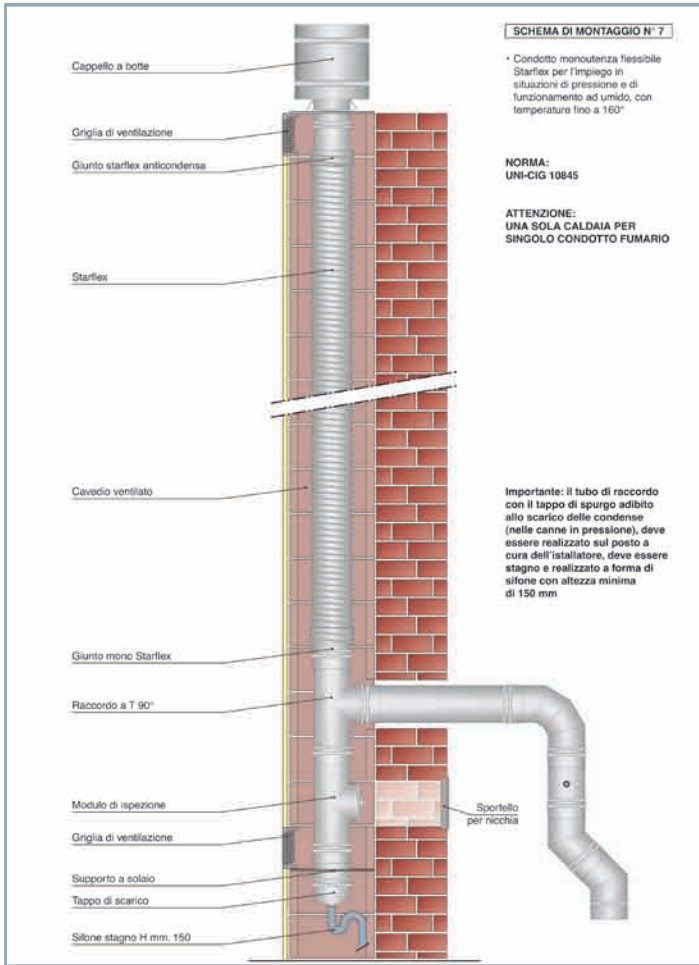 SCHEMA DI MONTAGGIO N° 7
• Condotto monoutenza flessibile
Starflex per l'impiego in
situazioni di pressione e di
funzionamento ad umido, con
temperature fino a 160°
NORMA:
UNI-CIG 10845
ATTENZIONE:
UNA SOLA CALDAIA PER
SINGOLO CONDOTTO FUMARIO
Cappello a botte
Griglia di ventilazione
Giunto starflex anticondensa
Starflex
Cavedio ventilato
Importante: il tubo di raccordo
con il tappo di spurgo adibito
allo scarico delle condense
(nelle canne in pressione), deve
essere realizzato sul posto a
cura dell'istallatore, deve essere
stagno e realizzato a forma di
sifone con altezza minima
di 150 mm
Giunto mono Starflex
Raccordo a T 90°
Modulo di ispezione
Sportello
per nicchia
Griglia di ventilazione
Supporto a solaio
Tappo di scarico
Sifone stagno H mm. 150